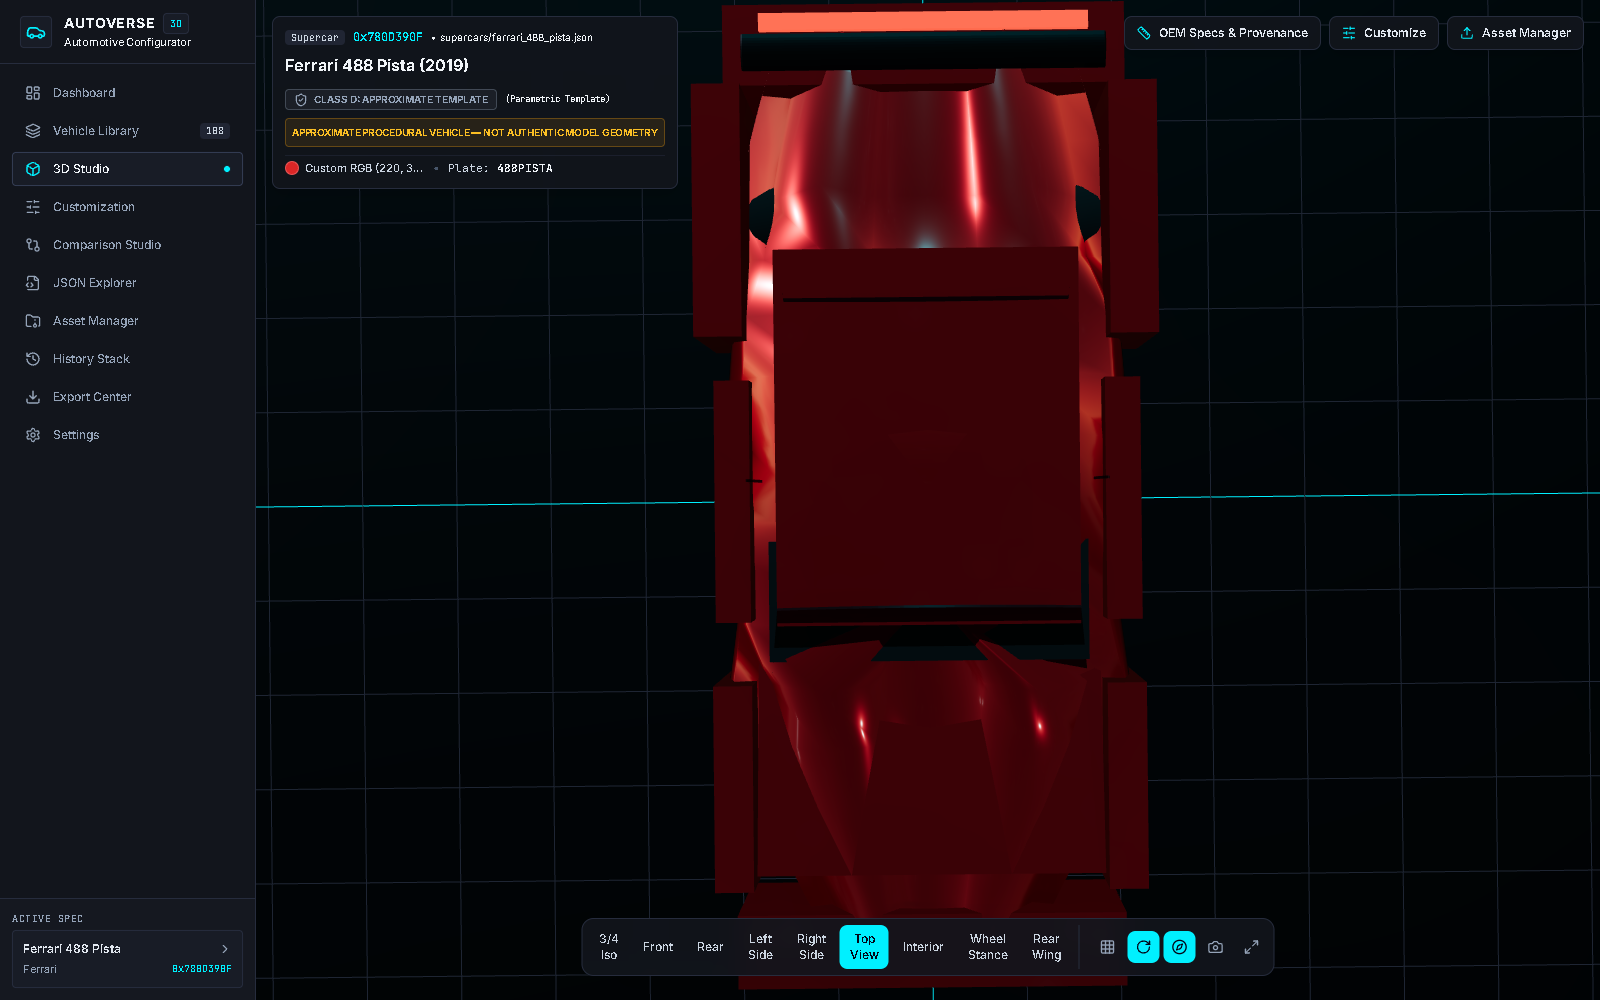 AUTOVERSE 3D
Automotive Configurator
Dashboard
Vehicle Library 188
3D Studio
Customization
Comparison Studio
JSON Explorer
Asset Manager
History Stack
Export Center
Settings
ACTIVE SPEC
Ferrari 488 Pista
Ferrari 0x780D390F
Supercar 0x780D390F • supercars/ferrari_488_pista.json
Ferrari 488 Pista (2019)
CLASS D: APPROXIMATE TEMPLATE (Parametric Template)
APPROXIMATE PROCEDURAL VEHICLE — NOT AUTHENTIC MODEL GEOMETRY
Custom RGB (220, 3... • Plate: 488PISTA
OEM Specs & Provenance
Customize
Asset Manager
3/4 Iso
Front
Rear
Left Side
Right Side
Top View
Interior
Wheel Stance
Rear Wing